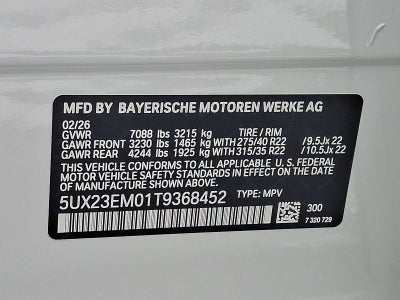 MFD BY BAYERISCHE MOTOREN WERKE AG
02/26
GVWR 7088 lbs 3215 kg TIRE / RIM
GAWR FRONT 3230 lbs 1465 kg WITH 275/40 R22 / 9.5Jx 22
GAWR REAR 4244 lbs 1925 kg WITH 315/35 R22 / 10.5Jx 22
THIS VEHICLE CONFORMS TO ALL APPLICABLE U.S. FEDERAL
MOTOR VEHICLE SAFETY STANDARDS IN EFFECT ON THE DATE OF
MANUFACTURE SHOWN ABOVE.
5UX23EM01T9368452 TYPE: MPV
300
7 320 729